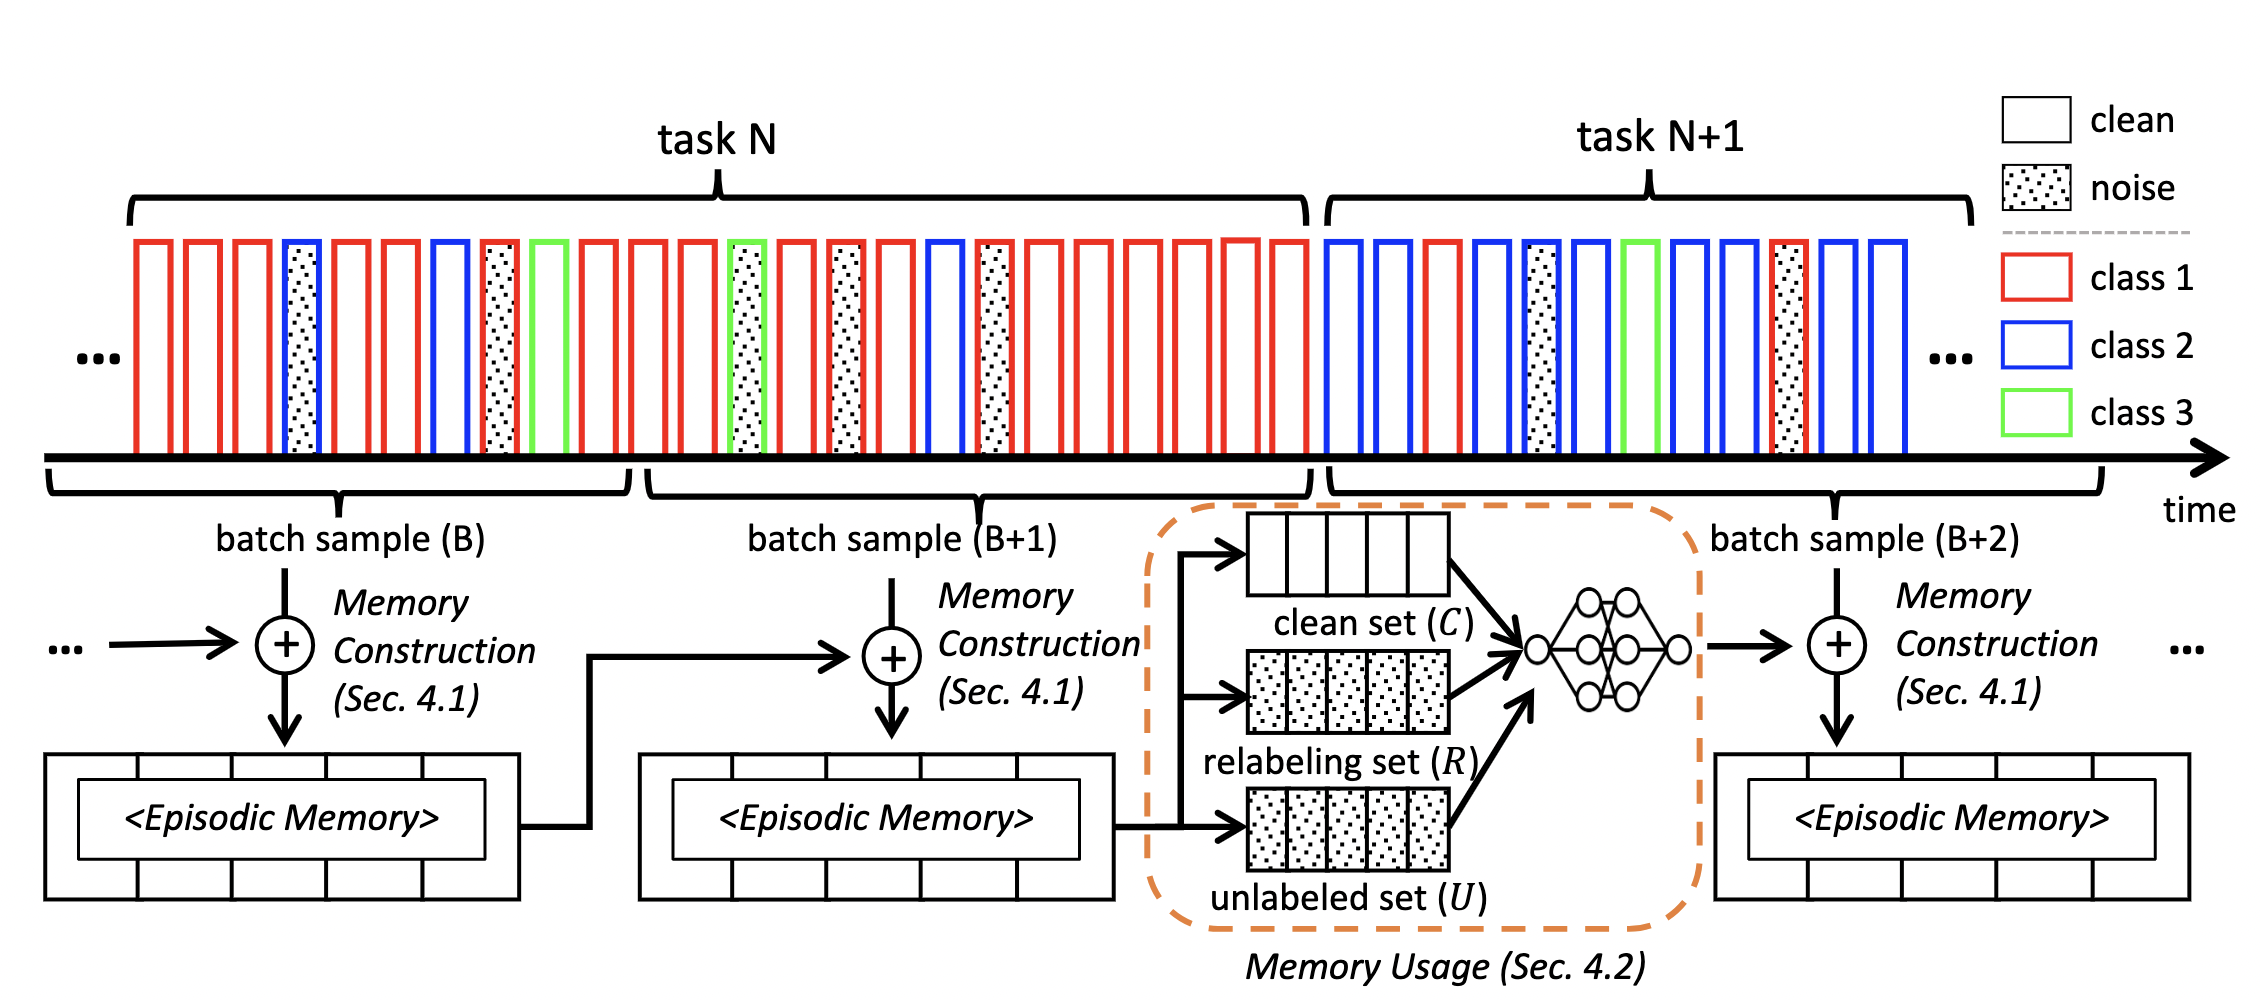 task N
task N+1
clean
noise
class 1
class 2
class 3
...
...
time
batch sample (B)
batch sample (B+1)
batch sample (B+2)
...
+
Memory
Construction
(Sec. 4.1)
+
Memory
Construction
(Sec. 4.1)
clean set (C)
relabeling set (R)
unlabeled set (U)
+
Memory
Construction
(Sec. 4.1)
...
<Episodic Memory>
<Episodic Memory>
<Episodic Memory>
Memory Usage (Sec. 4.2)